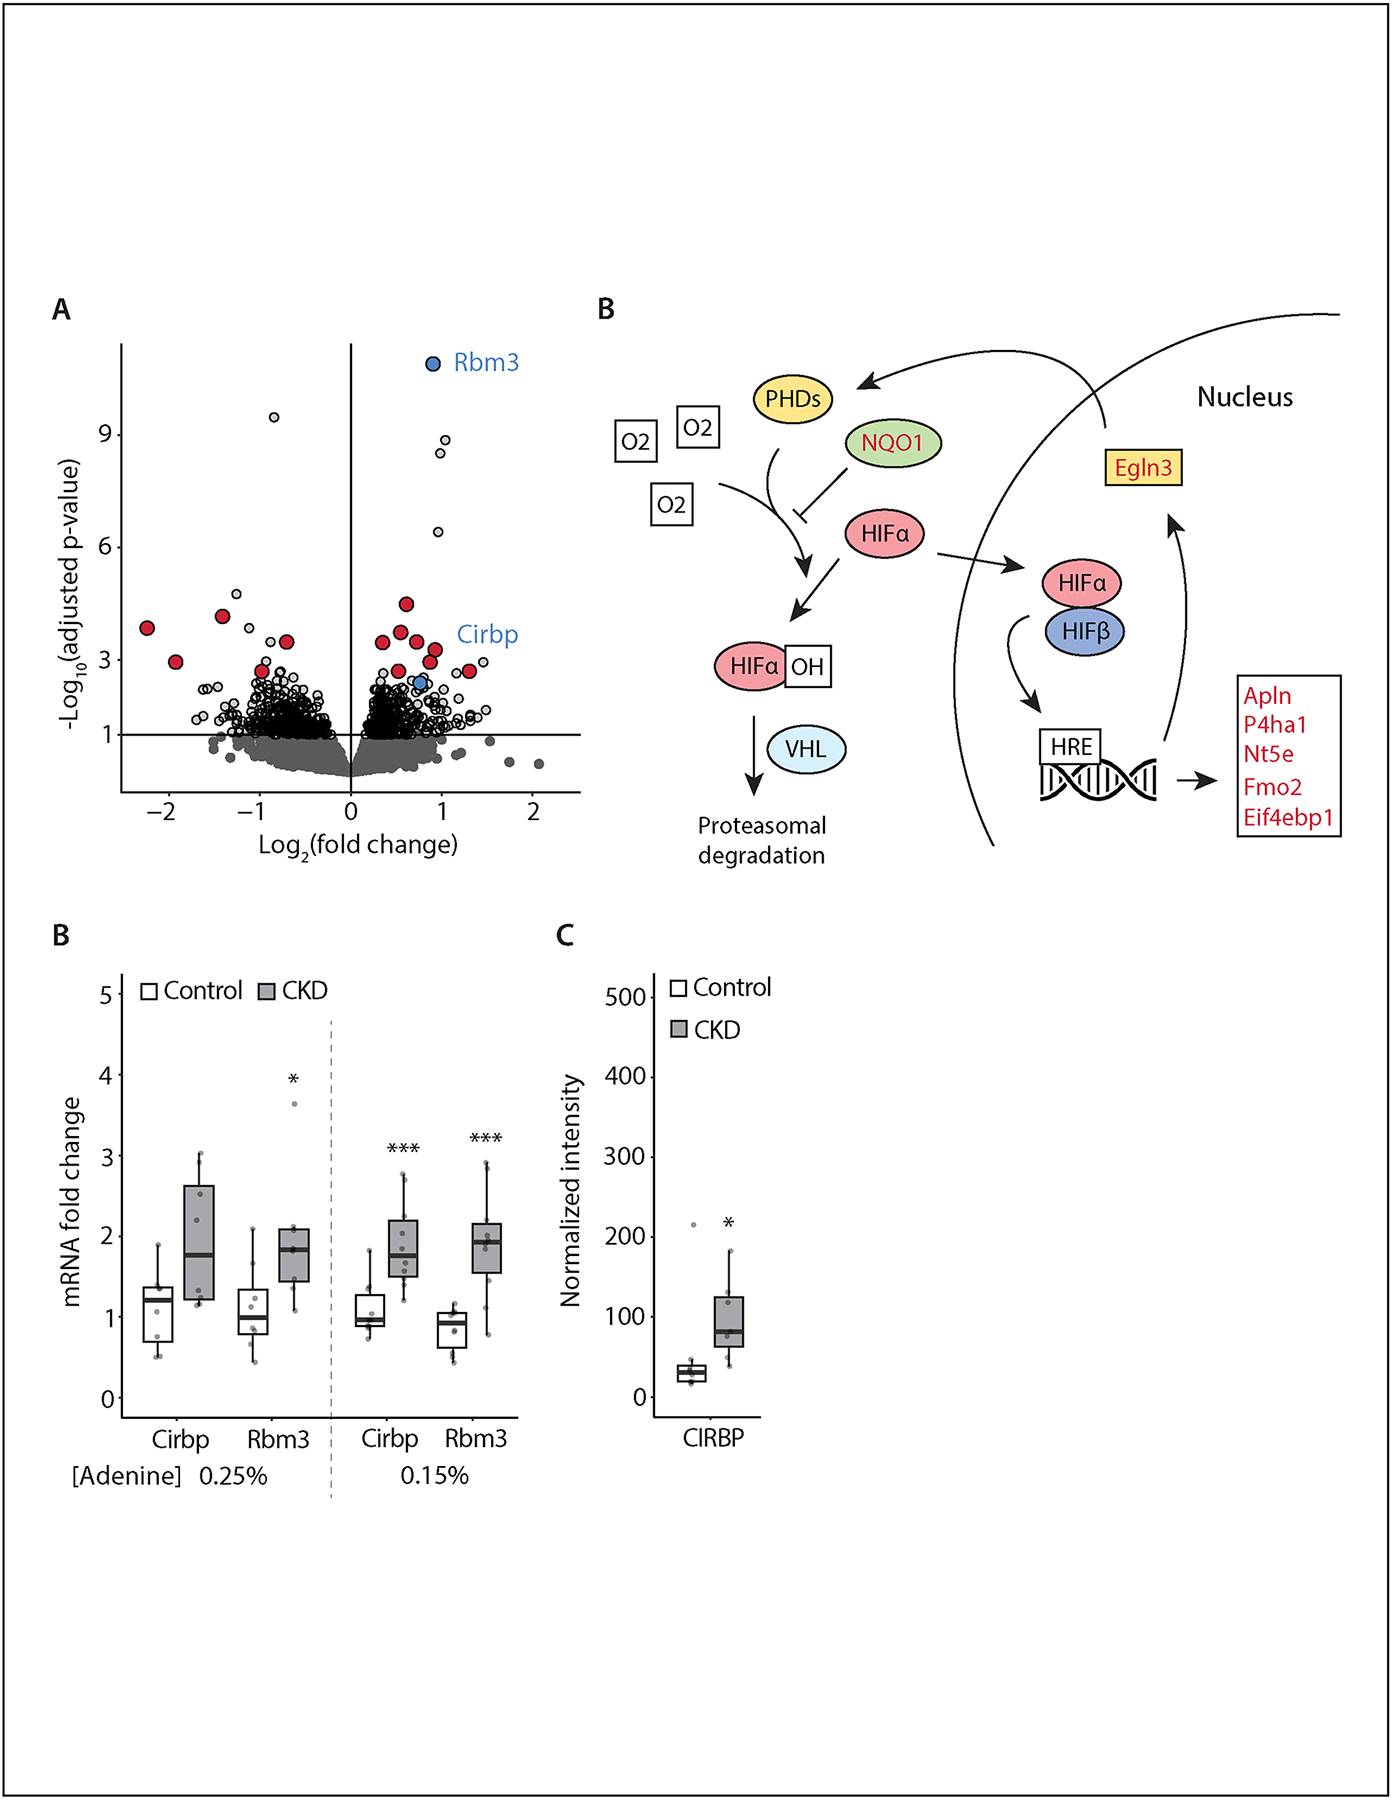 A
Rbm3
Cirbp
9
6
3
1
-Log10(adjusted p-value)
−2 −1 0 1 2
Log2(fold change)
B
Nucleus
PHDs
O2
O2
O2
NQO1
HIFα
Egln3
HIFα
HIFβ
HIFα OH
VHL
HRE
Proteasomal
degradation
Apln
P4ha1
Nt5e
Fmo2
Eif4ebp1
B
Control CKD
5
4
3
2
1
0
mRNA fold change
*
***
***
Cirbp Rbm3 Cirbp Rbm3
[Adenine] 0.25% 0.15%
C
Control
CKD
500
400
300
200
100
0
Normalized intensity
*
CIRBP